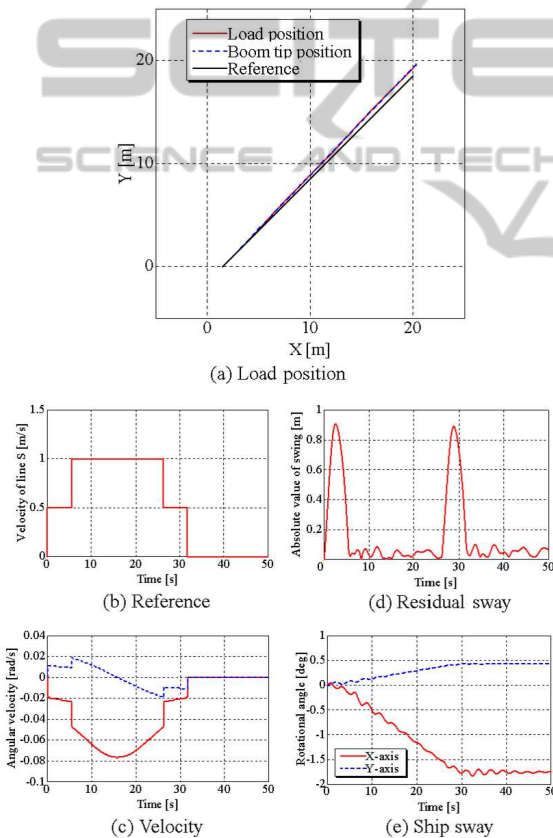 SCITE
SCIENCE AND TECH
Load position
Boom tip position
Reference
20
10
0
Y [m]
0 10 20
X [m]
(a) Load position
Velocity of line S [m/s]
1.5
1
0.5
0
0 10 20 30 40 50
Time [s]
(b) Reference
Absolute value of swing [m]
1
0.8
0.6
0.4
0.2
0 10 20 30 40 50
Time [s]
(d) Residual sway
Angular velocity [rad/s]
0.04
0.02
0
-0.02
-0.04
-0.06
-0.08
-0.1
0 10 20 30 40 50
Time [s]
(c) Velocity
Rotational angle [deg]
1
0.5
0
-0.5
-1
-1.5
-2
X-axis
Y-axis
0 10 20 30 40 50
Time [s]
(e) Ship sway